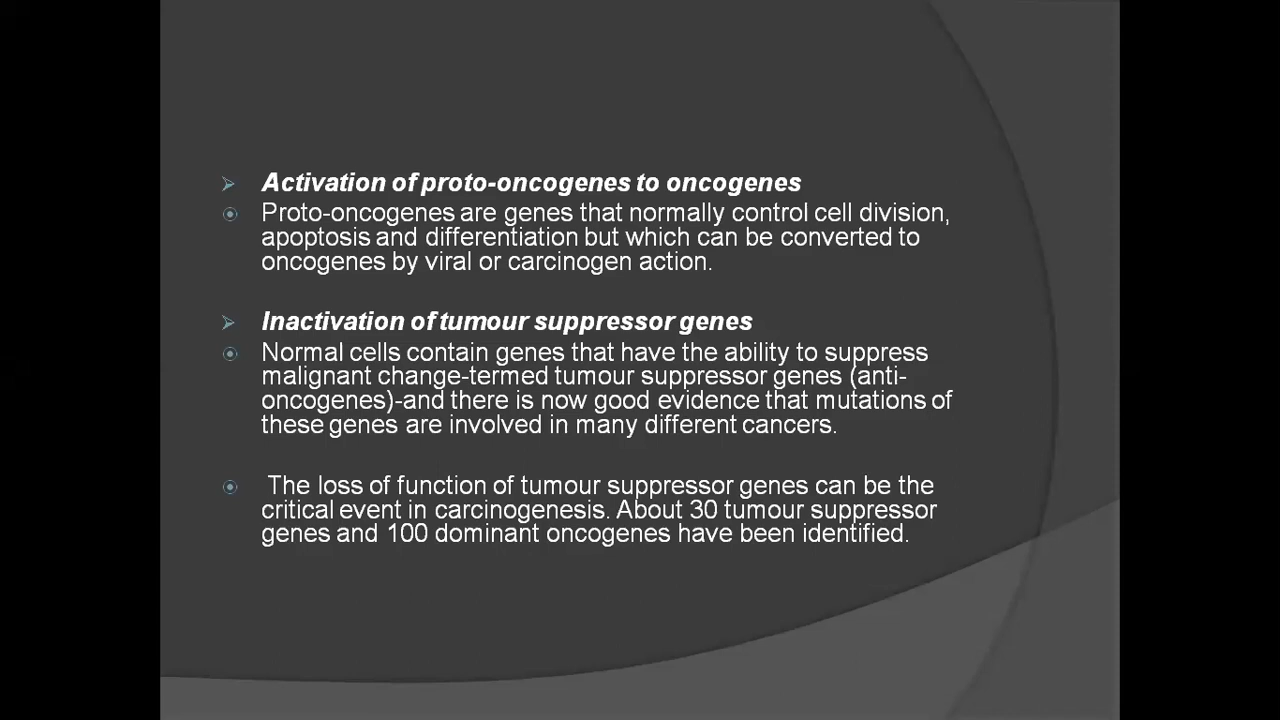 Activation of proto-oncogenes to oncogenes
Proto-oncogenes are genes that normally control cell division,
apoptosis and differentiation but which can be converted to
oncogenes by viral or carcinogen action.
Inactivation of tumour suppressor genes
Normal cells contain genes that have the ability to suppress
malignant change-termed tumour suppressor genes (anti-
oncogenes)-and there is now good evidence that mutations of
these genes are involved in many different cancers.
The loss of function of tumour suppressor genes can be the
critical event in carcinogenesis. About 30 tumour suppressor
genes and 100 dominant oncogenes have been identified.